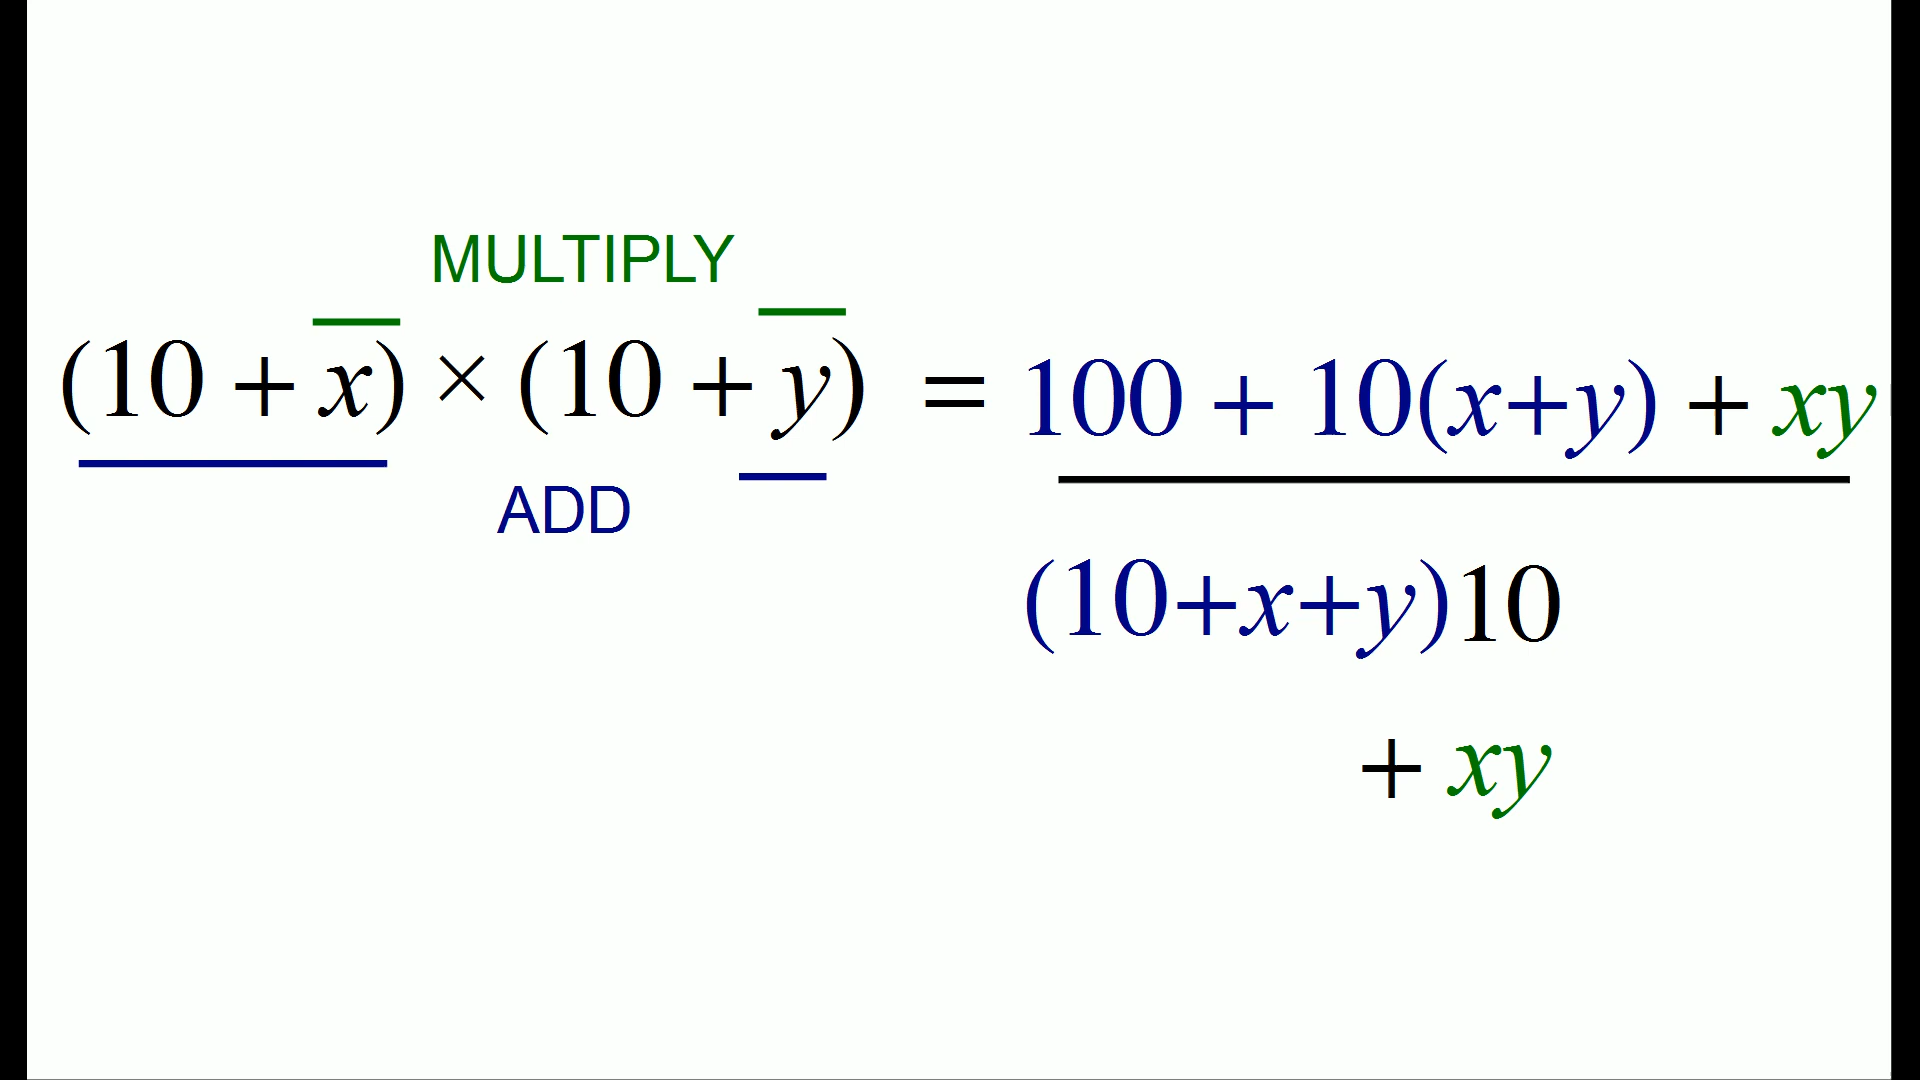 MULTIPLY
(10 + x) × (10 + y) = 100 + 10(x+y) + xy
ADD
(10+x+y)10
+ xy